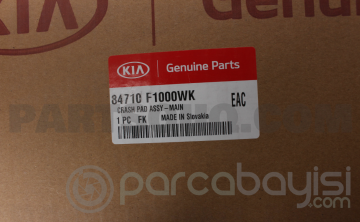 KIA
Genuine
KIA Genuine Parts
84710 F1000WK
CRASH PAD ASSY-MAIN
1 PC FK MADE IN Slovakia
EAC
parcabayisi
.com